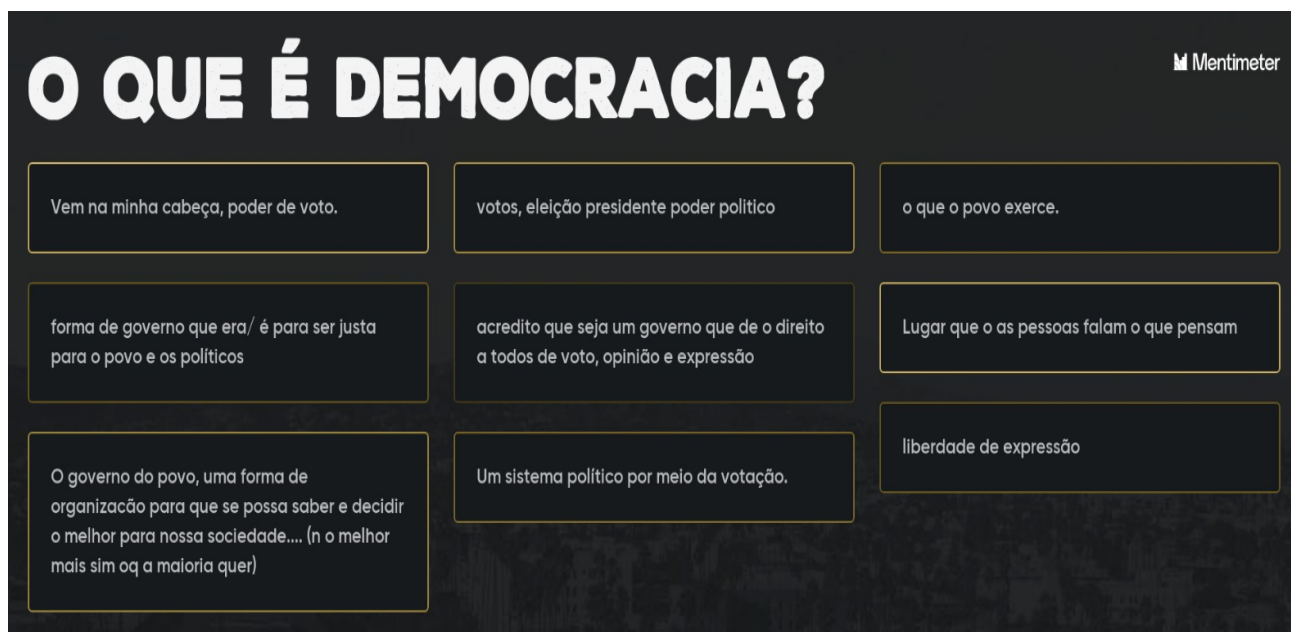 O QUE É DEMOCRACIA?
Mentimeter
Vem na minha cabeça, poder de voto.
votos, eleição presidente poder politico
o que o povo exerce.
forma de governo que era/ é para ser justa
para o povo e os políticos
acredito que seja um governo que de o direito
a todos de voto, opinião e expressão
Lugar que o as pessoas falam o que pensam
O governo do povo, uma forma de
organizacão para que se possa saber e decidir
o melhor para nossa sociedade.... (n o melhor
mais sim oq a maioria quer)
Um sistema político por meio da votação.
liberdade de expressão